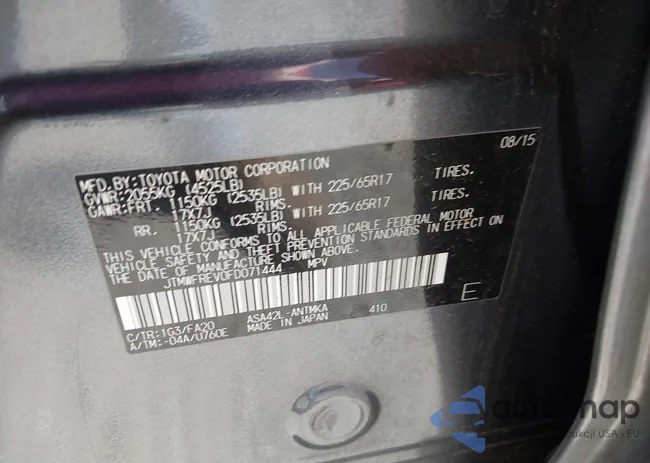 MFD.BY:TOYOTA MOTOR CORPORATION 08/15
GVWR:2055KG (4525LB)
GAWR:FRT 1150KG (2535LB) WITH 225/65R17 TIRES.
17X7J RIMS.
RR. 1150KG (2535LB) WITH 225/65R17 TIRES.
17X7J RIMS.
THIS VEHICLE CONFORMS TO ALL APPLICABLE FEDERAL MOTOR
VEHICLE SAFETY AND THEFT PREVENTION STANDARDS IN EFFECT ON
THE DATE OF MANUFACTURE SHOWN ABOVE.
JTMWFREV0FD071444 MPV
E
C/TR:1G3/FA20 ASA42L-ANTMKA 410
A/TM:-04A/U760E MADE IN JAPAN
USA - EU